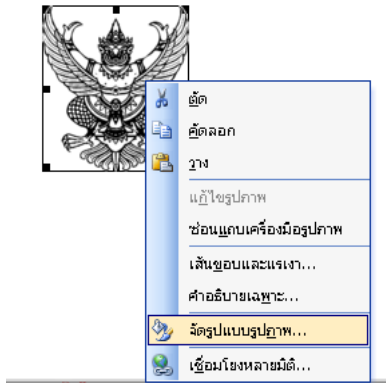 ตัด
คัดลอก
วาง
แก้ไขรูปภาพ
ซ่อนแถบเครื่องมือรูปภาพ
เส้นขอบและแรเงา...
คำอธิบายเฉพาะ...
จัดรูปแบบรูปภาพ...
เชื่อมโยงหลายมิติ...